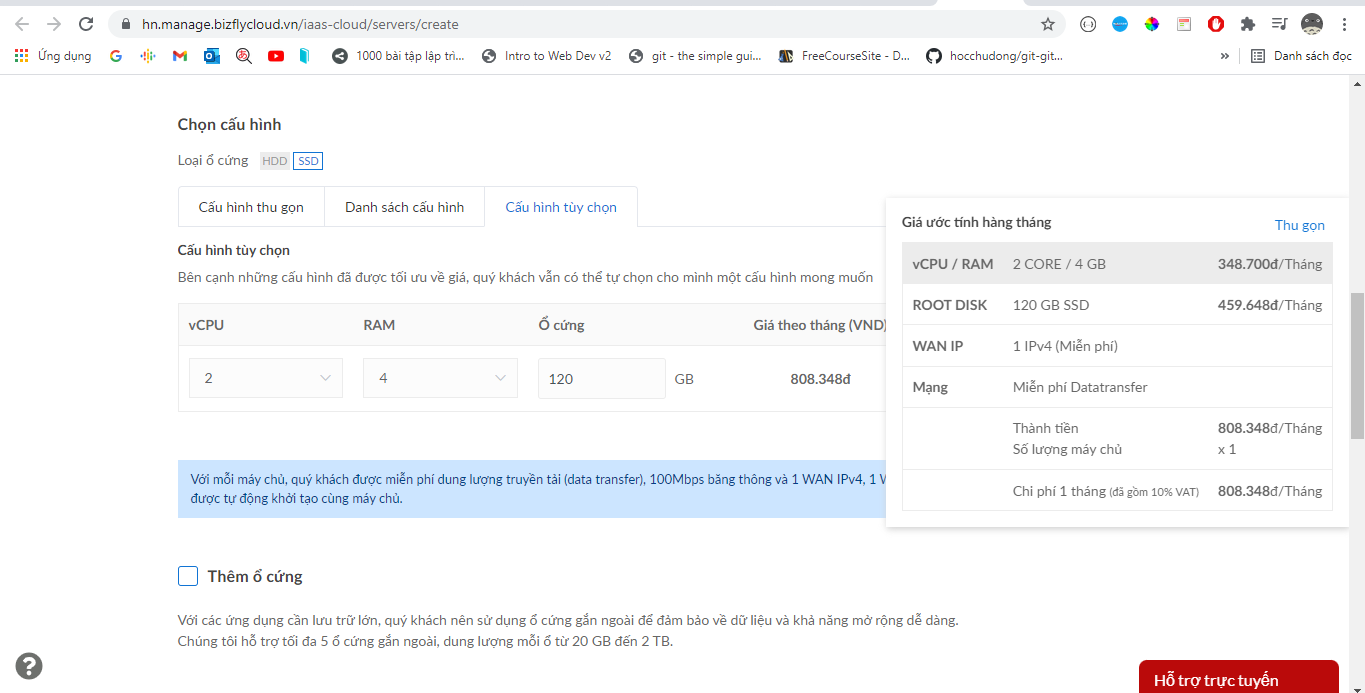 hn.manage.bizflycloud.vn/iaas-cloud/servers/create
Ứng dụng
1000 bài tập lập trì...
Intro to Web Dev v2
git - the simple gui...
FreeCourseSite - D...
hocchudong/git-git...
»
Danh sách đọc
Chọn cấu hình
Loại ổ cứng HDD SSD
Cấu hình thu gọn
Danh sách cấu hình
Cấu hình tùy chọn
Cấu hình tùy chọn
Bên cạnh những cấu hình đã được tối ưu về giá, quý khách vẫn có thể tự chọn cho mình một cấu hình mong muốn
vCPU RAM Ổ cứng Giá theo tháng (VND)
2 4 120 GB 808.348đ
Với mỗi máy chủ, quý khách được miễn phí dung lượng truyền tải (data transfer), 100Mbps băng thông và 1 WAN IPv4, 1
được tự động khởi tạo cùng máy chủ.
Giá ước tính hàng tháng
Thu gọn
vCPU / RAM 2 CORE / 4 GB 348.700đ/Tháng
ROOT DISK 120 GB SSD 459.648đ/Tháng
WAN IP 1 IPv4 (Miễn phí)
Mạng Miễn phí Datatransfer
Thành tiền 808.348đ/Tháng
Số lượng máy chủ x 1
Chi phí 1 tháng (đã gồm 10% VAT) 808.348đ/Tháng
Thêm ổ cứng
Với các ứng dụng cần lưu trữ lớn, quý khách nên sử dụng ổ cứng gắn ngoài để đảm bảo về dữ liệu và khả năng mở rộng dễ dàng.
Chúng tôi hỗ trợ tối đa 5 ổ cứng gắn ngoài, dung lượng mỗi ổ từ 20 GB đến 2 TB.
?
Hỗ trợ trực tuyến